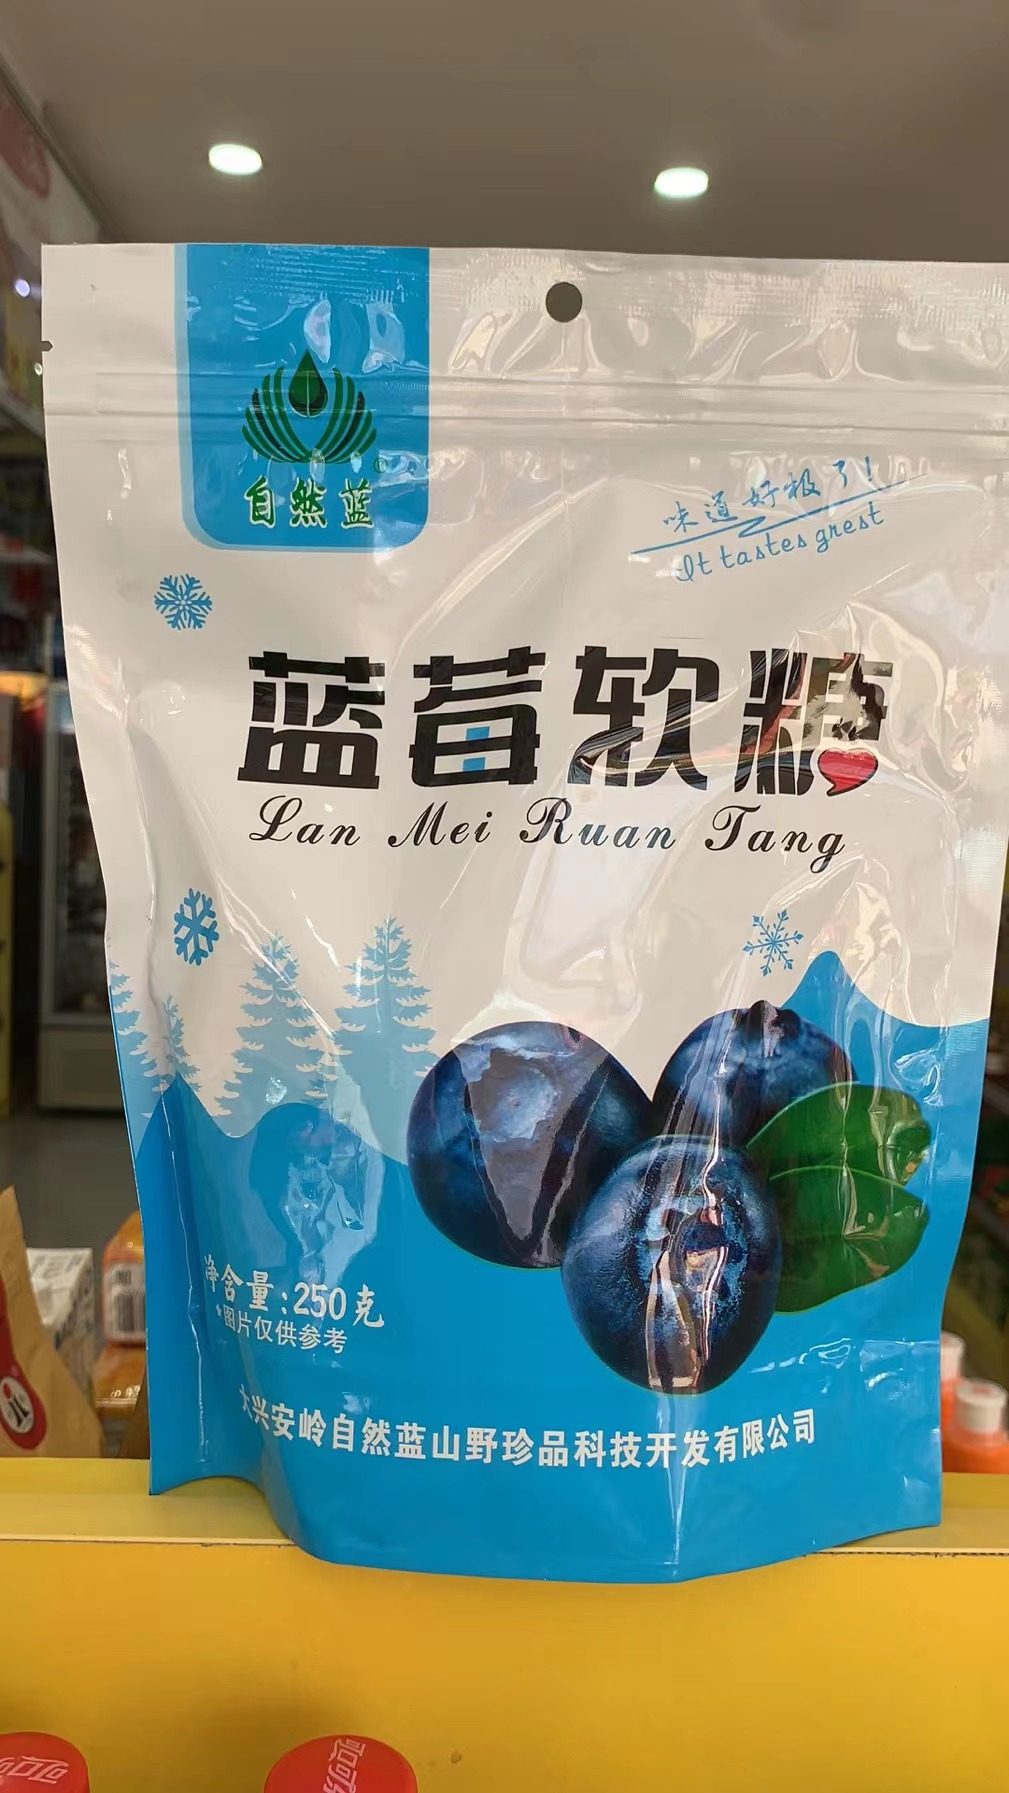 自然蓝
味道好极了!
It tastes grest
蓝莓软糖
Lan Mei Ruan Tang
净含量:250克
*图片仅供参考
大兴安岭自然蓝山野珍品科技开发有限公司